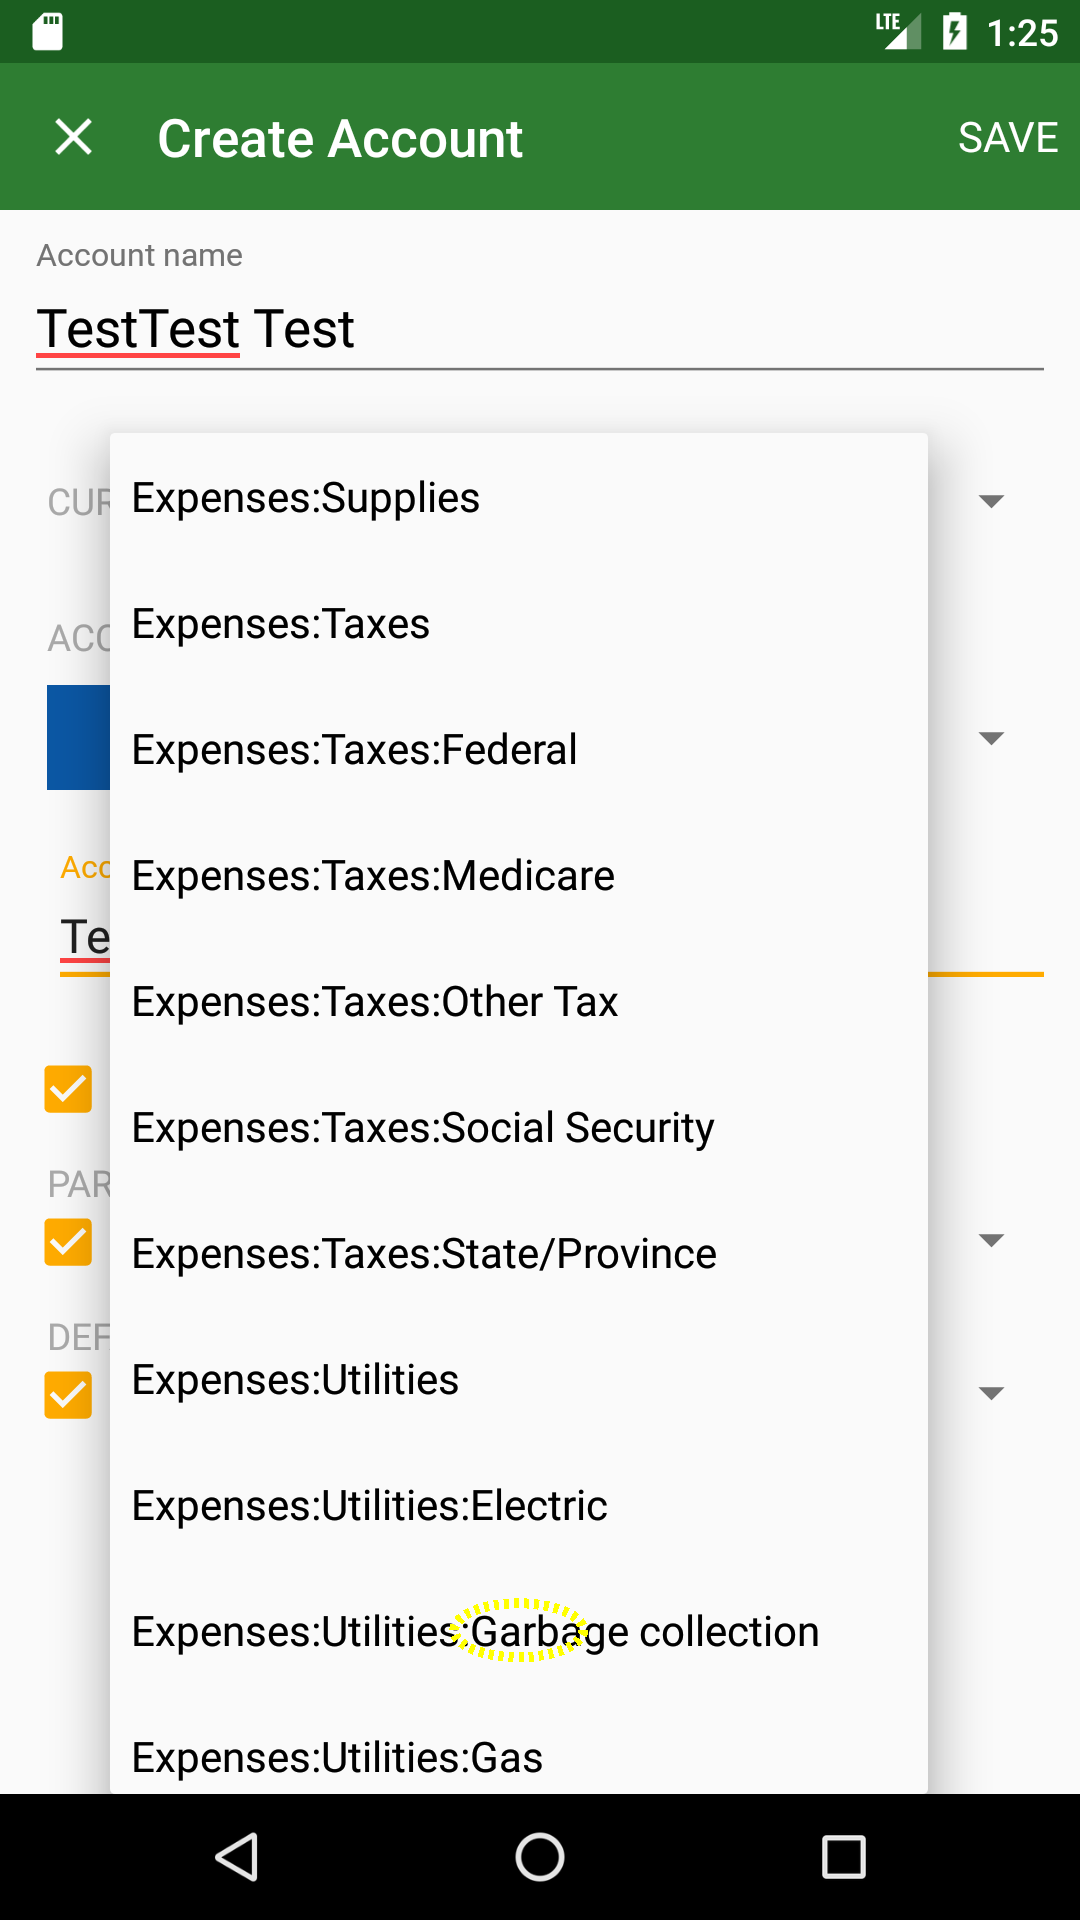 LTE 1:25
Create Account SAVE
Account name
TestTest Test
CUR
Expenses:Supplies
Expenses:Taxes
ACC
Expenses:Taxes:Federal
Acc
Expenses:Taxes:Medicare
Te
Expenses:Taxes:Other Tax
Expenses:Taxes:Social Security
PAR
Expenses:Taxes:State/Province
DEF
Expenses:Utilities
Expenses:Utilities:Electric
Expenses:Utilities:Garbage collection
Expenses:Utilities:Gas